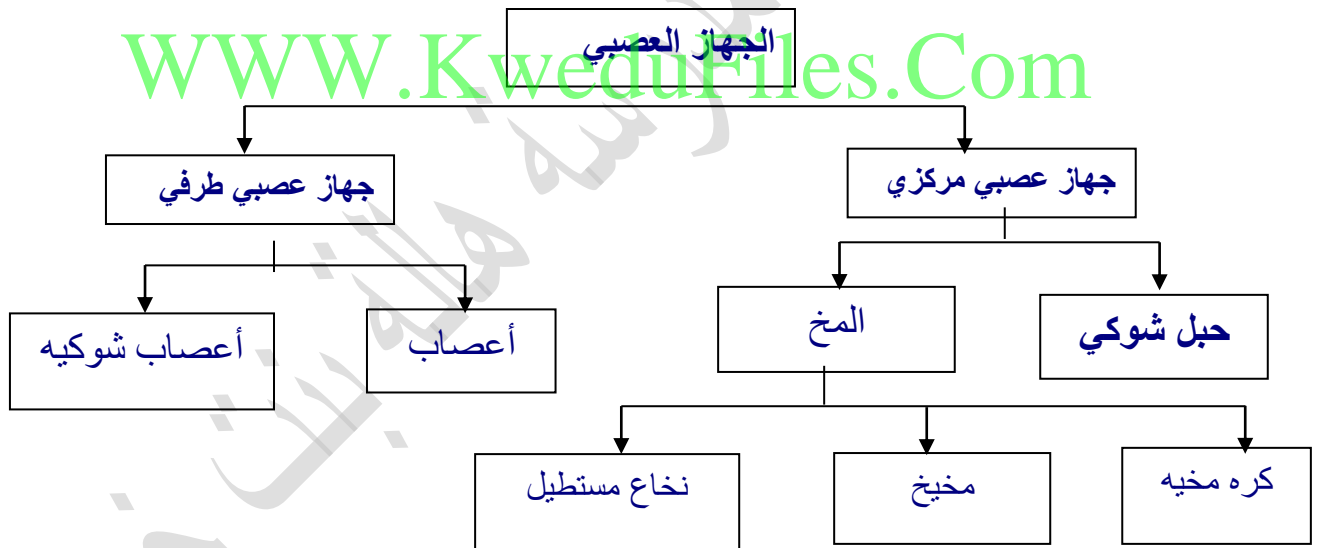 الجهاز العصبي
WWW.KweduFiles.Com
جهاز عصبي مركزي
جهاز عصبي طرفي
حبل شوكي
المخ
أعصاب
أعصاب شوكيه
كره مخيه
مخيخ
نخاع مستطيل